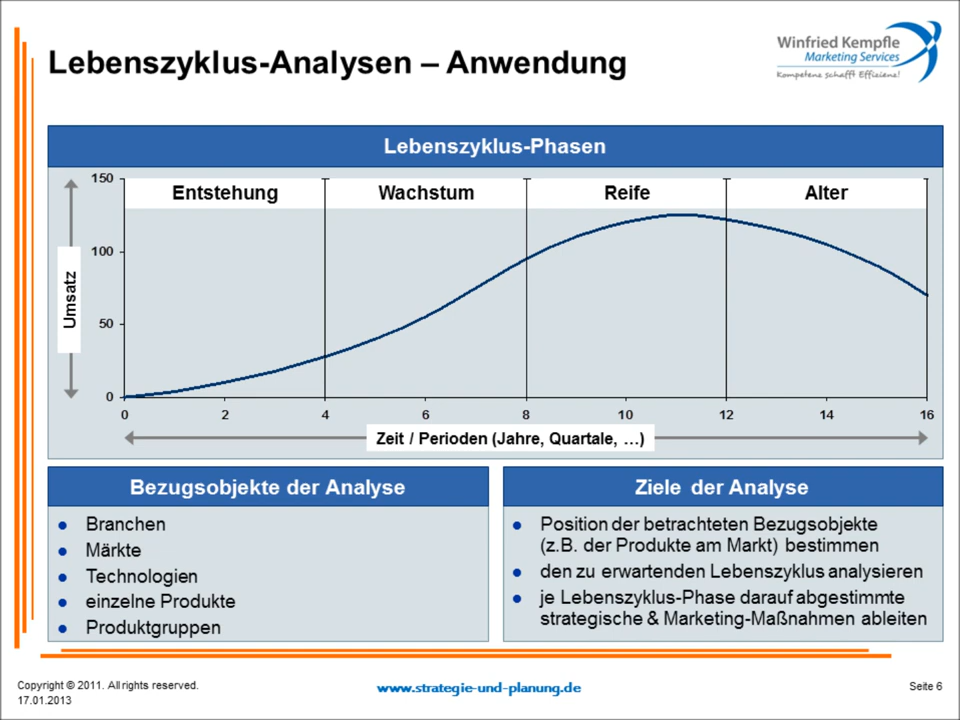 Lebenszyklus-Analysen – Anwendung
Winfried Kempfle
Marketing Services
Kompetenz schafft Effizienz!
Lebenszyklus-Phasen
Entstehung
Wachstum
Reife
Alter
Umsatz
150
100
50
0
0 2 4 6 8 10 12 14 16
Zeit / Perioden (Jahre, Quartale, …)
Bezugsobjekte der Analyse
● Branchen
● Märkte
● Technologien
● einzelne Produkte
● Produktgruppen
Ziele der Analyse
● Position der betrachteten Bezugsobjekte
(z.B. der Produkte am Markt) bestimmen
● den zu erwartenden Lebenszyklus analysieren
● je Lebenszyklus-Phase darauf abgestimmte
strategische & Marketing-Maßnahmen ableiten
Copyright © 2011. All rights reserved.
17.01.2013
www.strategie-und-planung.de
Seite 6